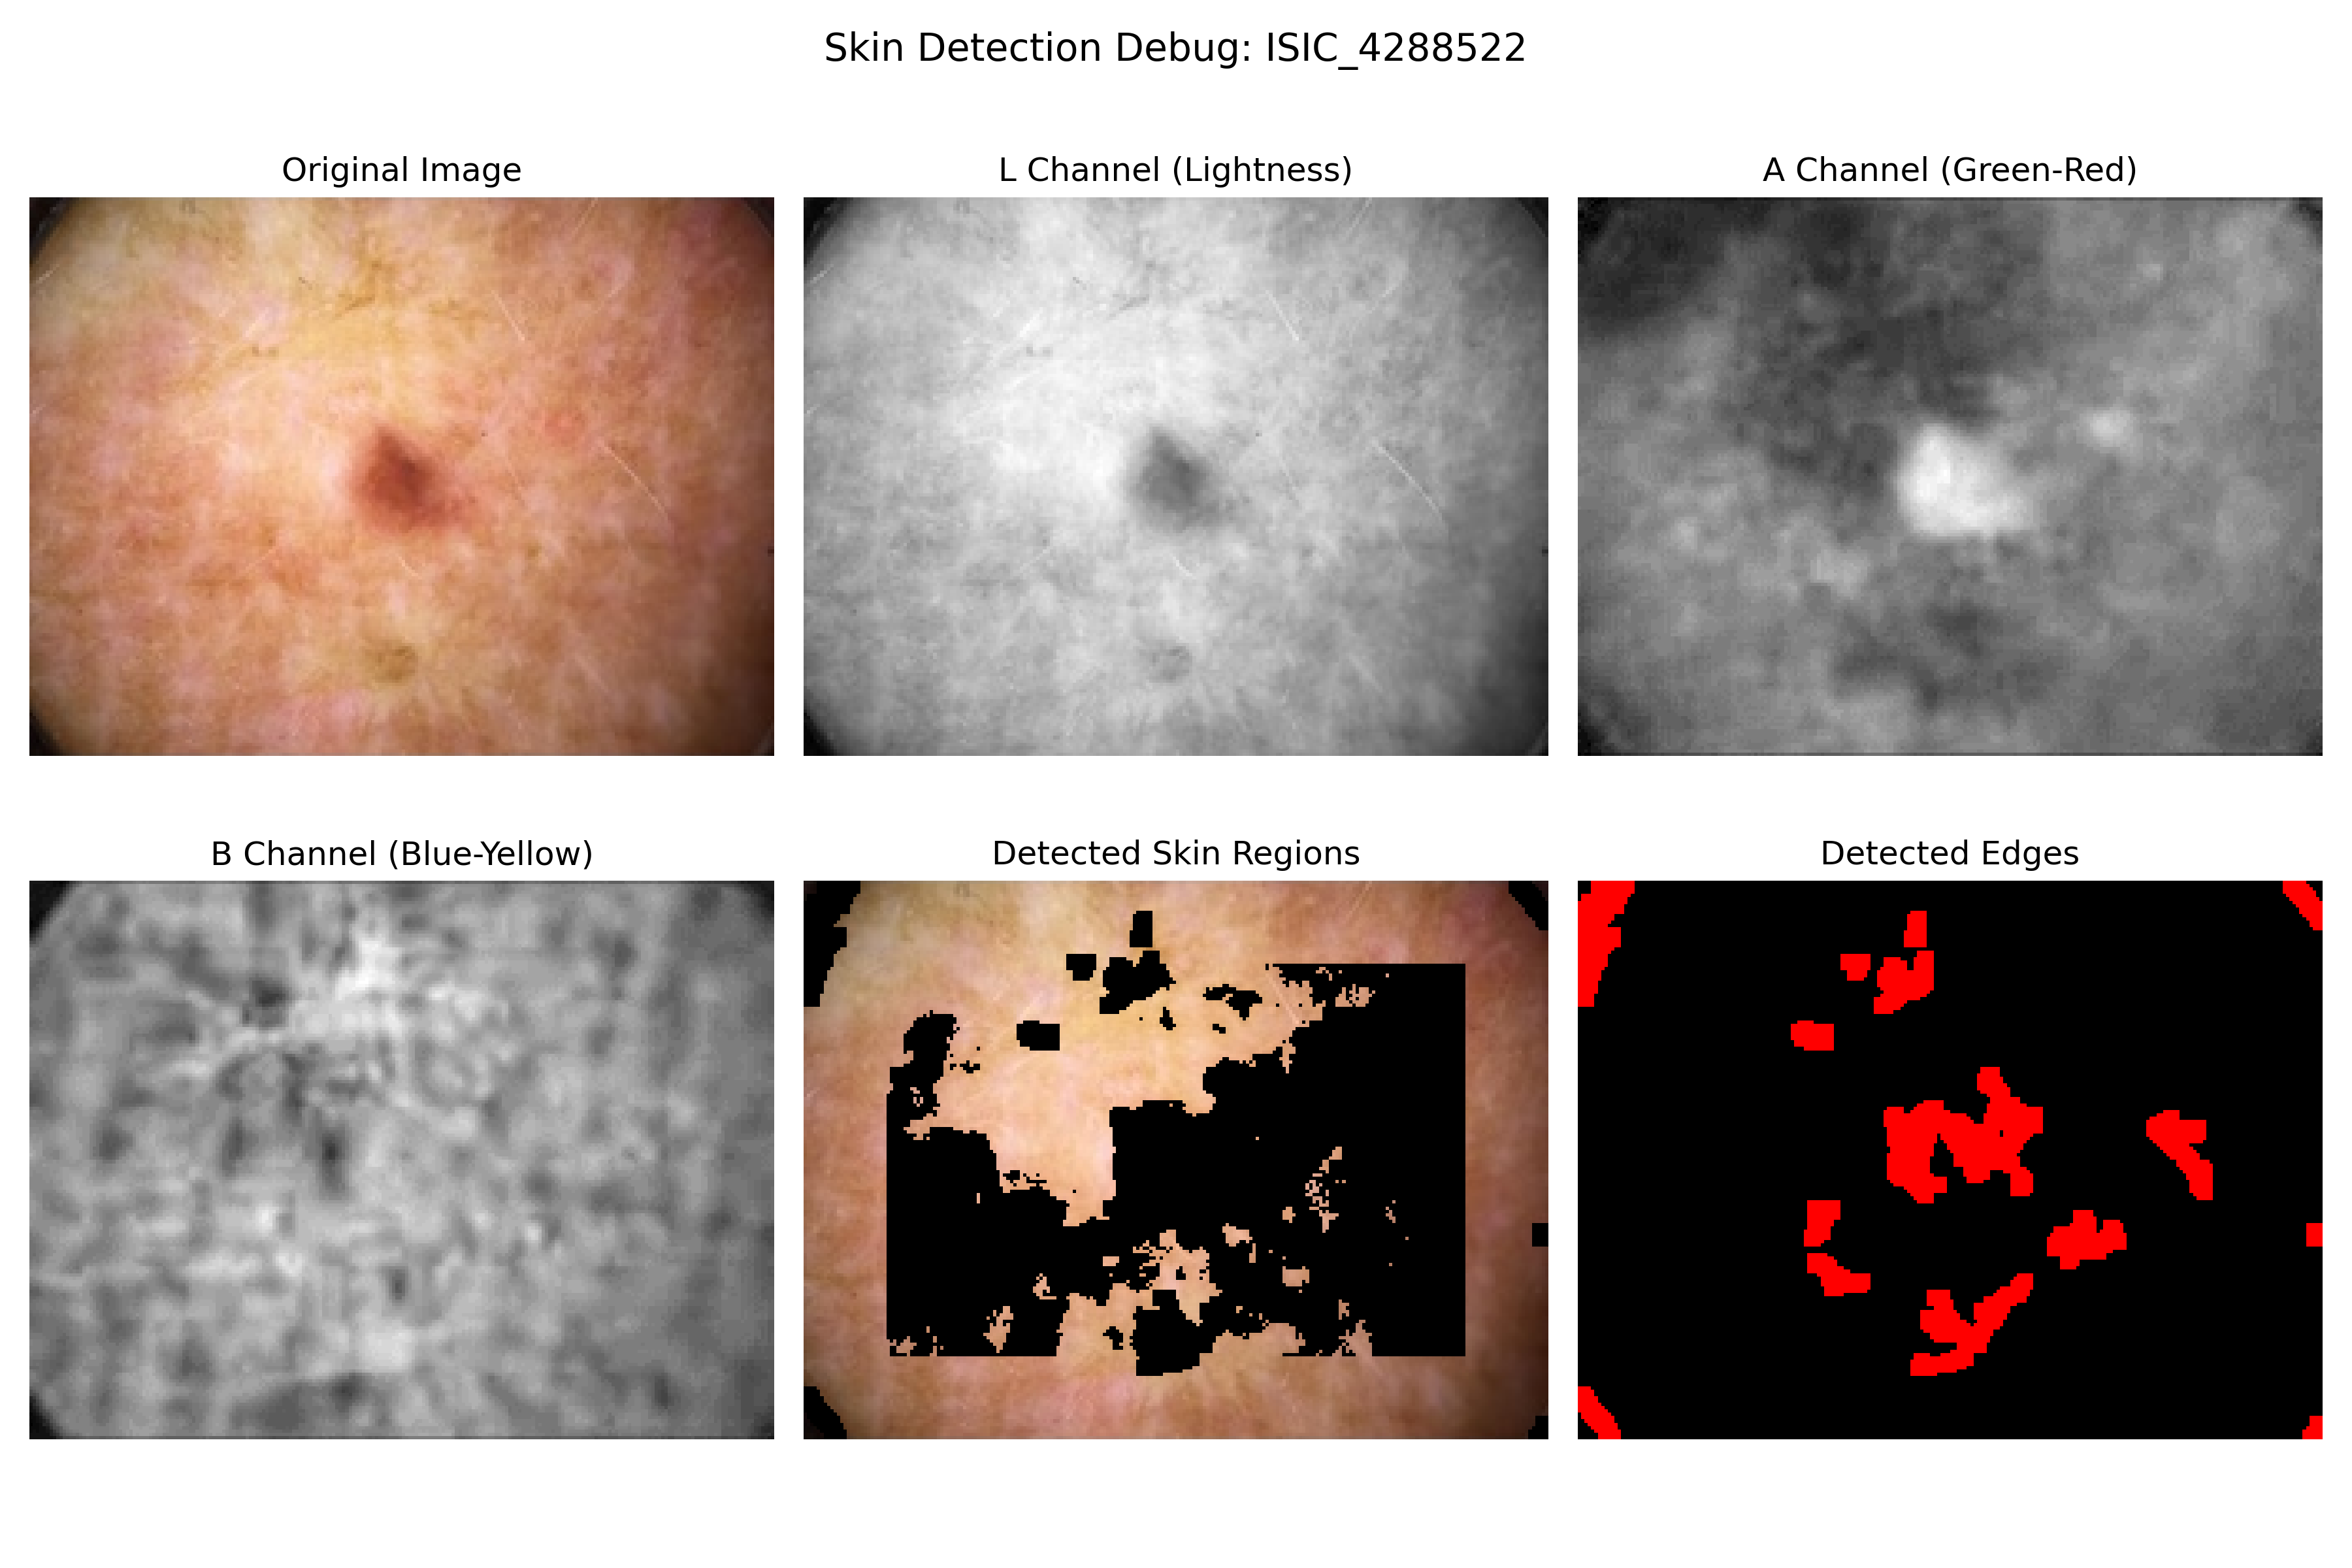 Skin Detection Debug: ISIC_4288522
Original Image
L Channel (Lightness)
A Channel (Green-Red)
B Channel (Blue-Yellow)
Detected Skin Regions
Detected Edges